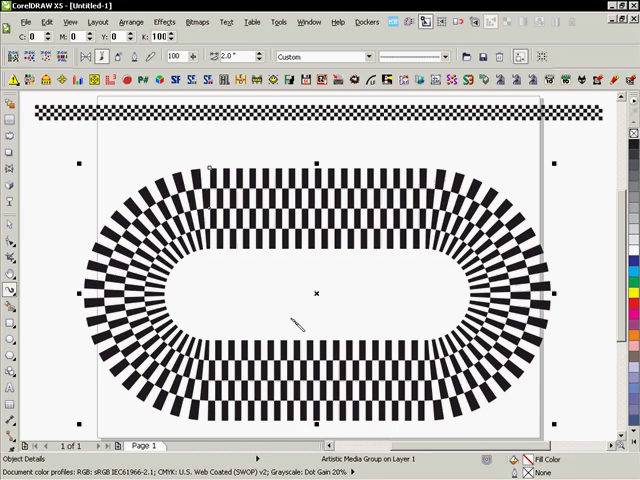 CorelDRAW X5 - [Untitled-1]
File Edit View Layout Arrange Effects Bitmaps Text Table Tools Window Help Dockers
C: 0 M: 0 Y: 0 K: 100
100 2.0 " Custom
1 of 1 Page 1
Object Details Artistic Media Group on Layer 1 Fill Color
Document color profiles: RGB: sRGB IEC61966-2.1; CMYK: U.S. Web Coated (SWOP) v2; Grayscale: Dot Gain 20% None